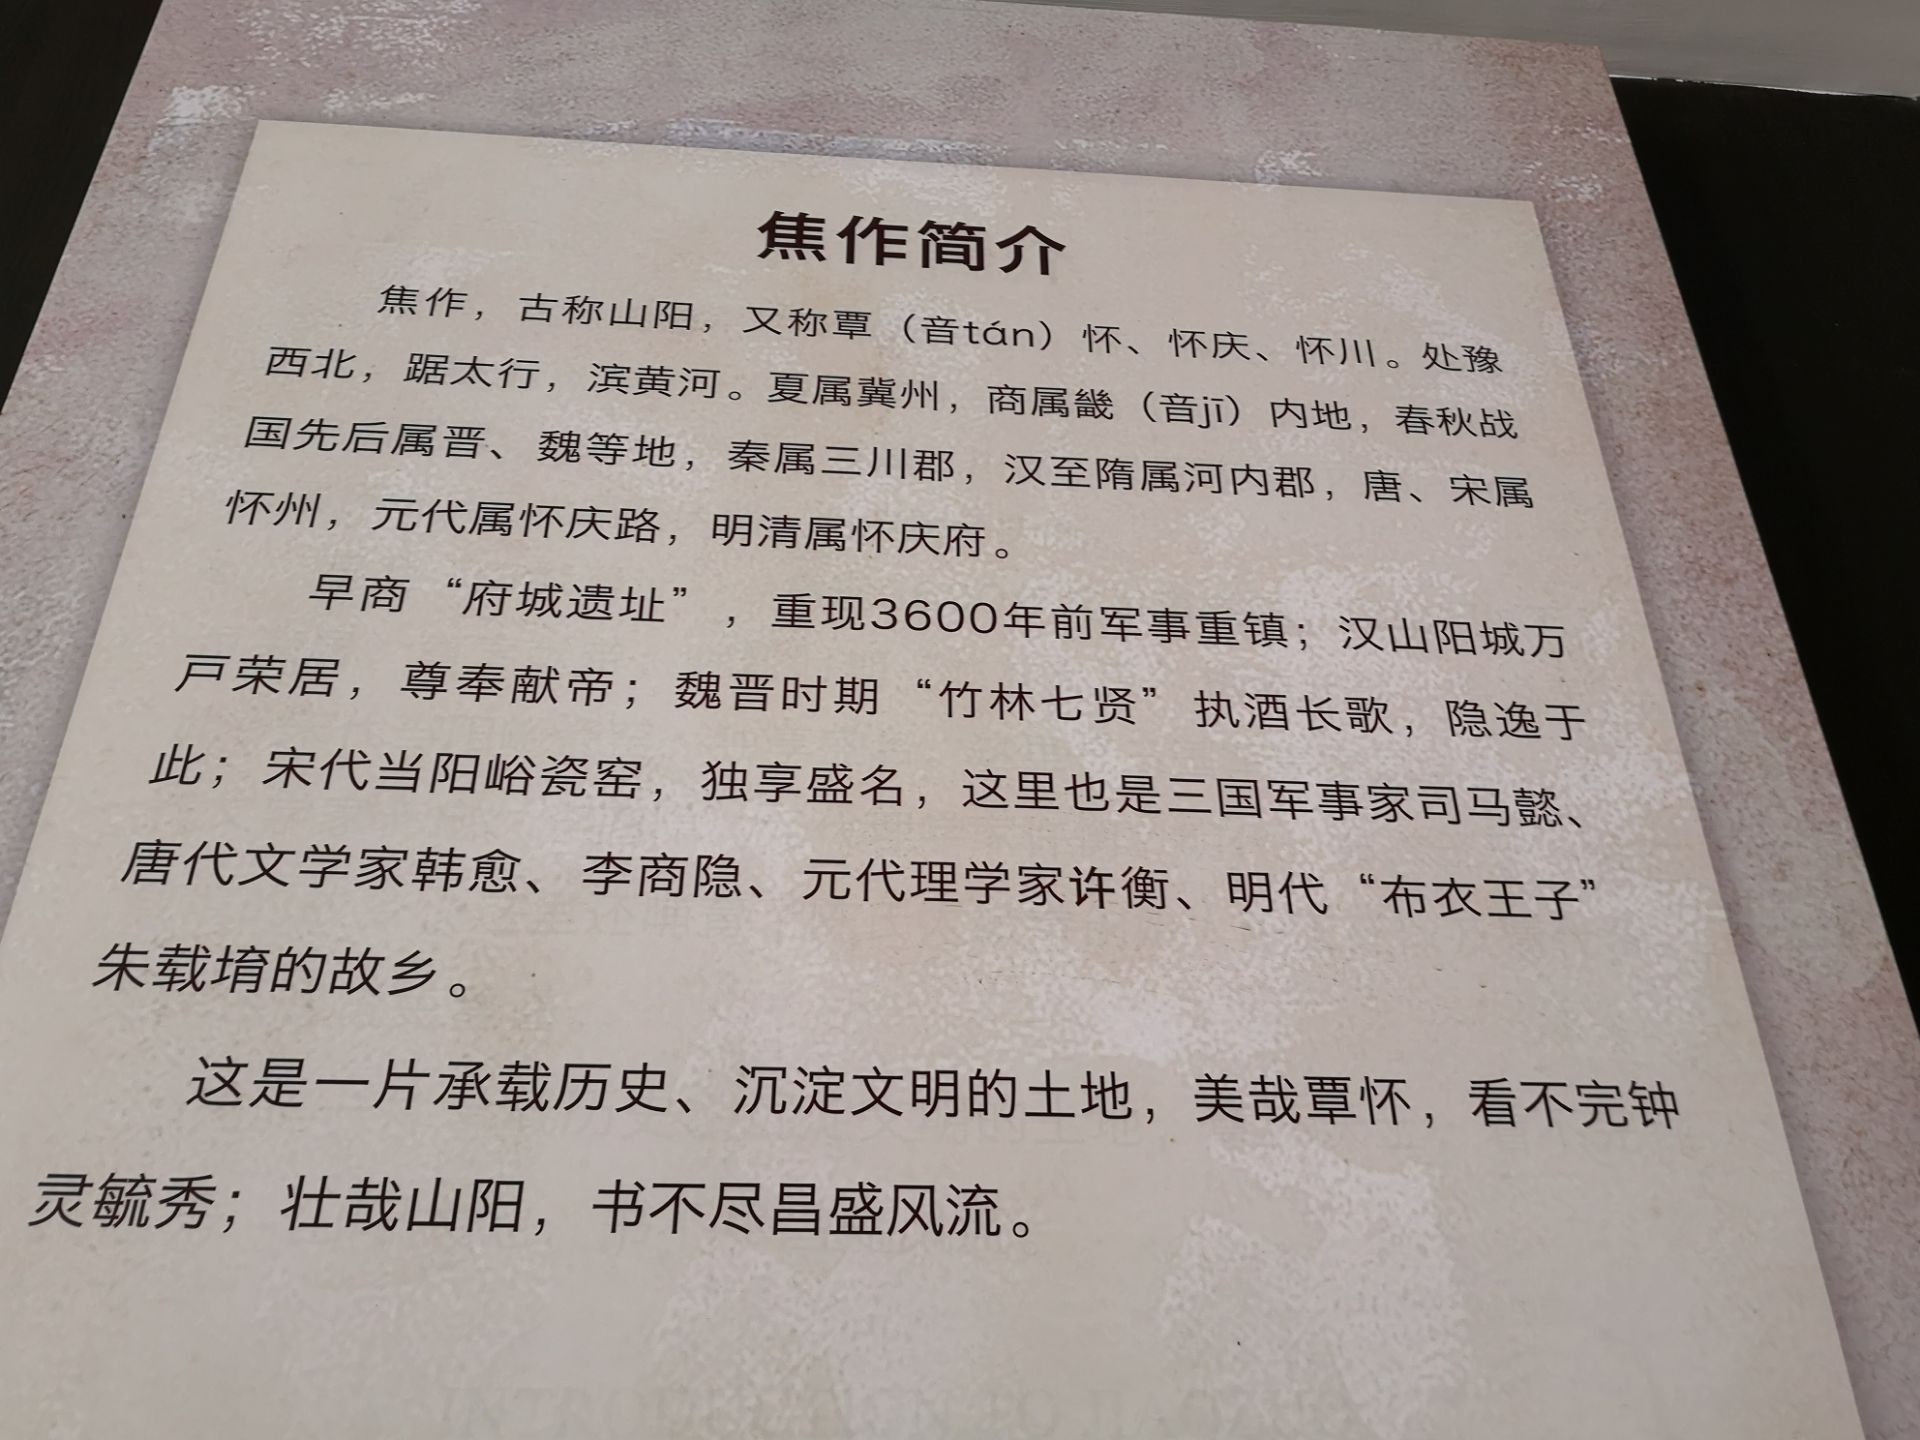 焦作简介
焦作，古称山阳，又称覃（音tán）怀、怀庆、怀川。处豫
西北，踞太行，滨黄河。夏属冀州，商属畿（音jī）内地，春秋战
国先后属晋、魏等地，秦属三川郡，汉至隋属河内郡，唐、宋属
怀州，元代属怀庆路，明清属怀庆府。
早商“府城遗址”，重现3600年前军事重镇；汉山阳城万
戸荣居，尊奉献帝；魏晋时期“竹林七贤”执酒长歌，隐逸于
此；宋代当阳峪瓷窑，独享盛名，这里也是三国军事家司马懿、
唐代文学家韩愈、李商隐、元代理学家许衡、明代“布衣王子”
朱载堉的故乡。
这是一片承载历史、沉淀文明的土地，美哉覃怀，看不完钟
灵毓秀；壮哉山阳，书不尽昌盛风流。